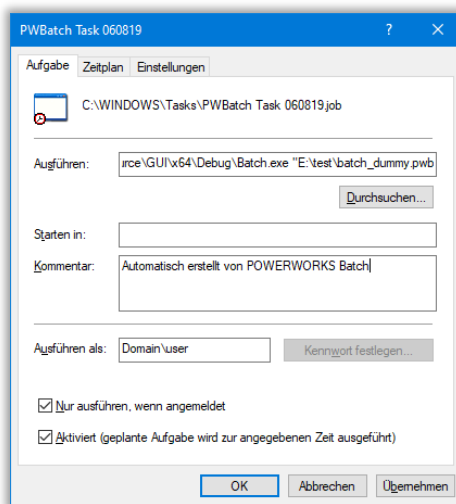 PWBatch Task 060819
Aufgabe Zeitplan Einstellungen
C:\WINDOWS\Tasks\PWBatch Task 060819.job
Ausführen: urce\GUI\x64\Debug\Batch.exe "E:\test\batch_dummy.pwb
Durchsuchen...
Starten in:
Kommentar: Automatisch erstellt von POWERWORKS Batch
Ausführen als: Domain\user Kennwort festlegen...
Nur ausführen, wenn angemeldet
Aktiviert (geplante Aufgabe wird zur angegebenen Zeit ausgeführt)
OK Abbrechen Übernehmen